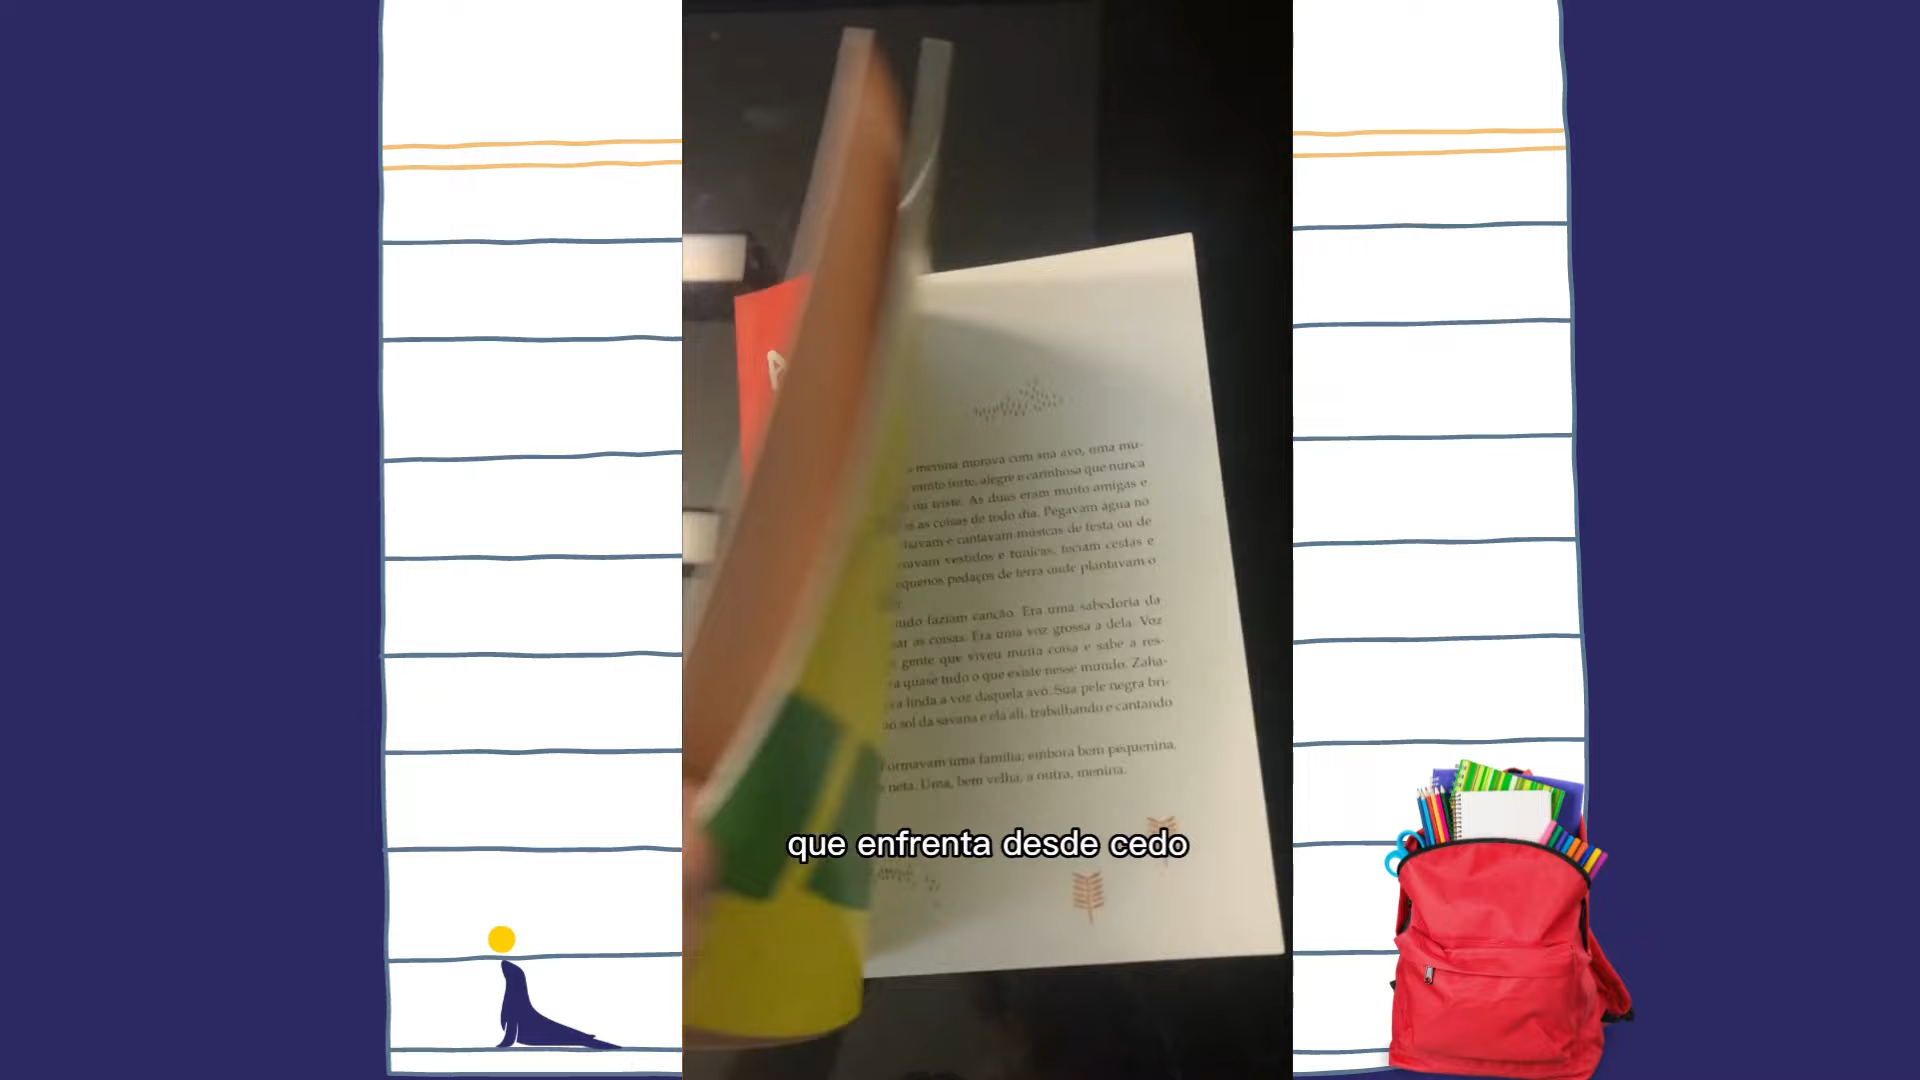 A
menina morava com sua avó, uma mu-
muito forte, alegre e carinhosa que nunca
ou triste. As duas eram muito amigas e
as coisas de todo dia. Pegavam água no
e cantavam músicas de festa ou de
vestidos e túnicas, teciam cestas e
pedaços de terra onde plantavam o
tudo faziam canção. Era uma sabedoria da
as coisas. Era uma voz grossa a dela. Voz
gente que viveu muita coisa e sabe a res-
quase tudo o que existe nesse mundo. Zaha-
linda a voz daquela avó. Sua pele negra bri-
sol da savana e ela ali, trabalhando e cantando
ormavam uma família, embora bem pequenina,
neta. Uma, bem velha, a outra, menina.
que enfrenta desde cedo